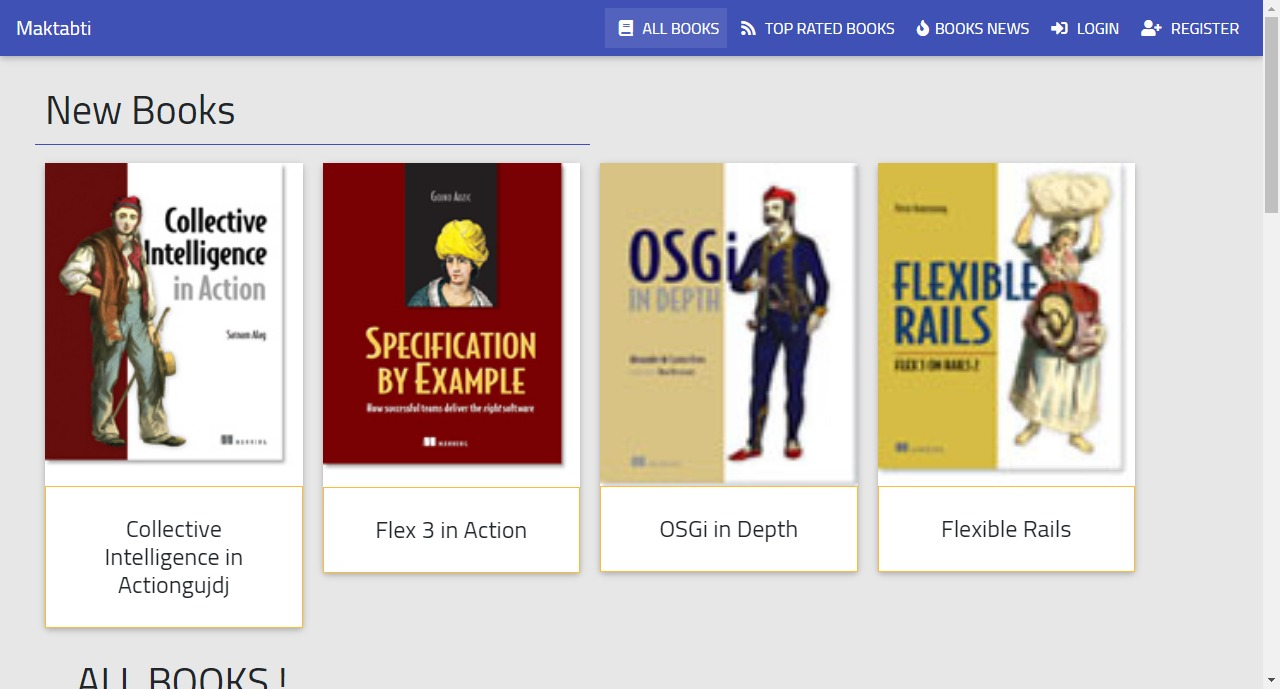 Maktabti
ALL BOOKS
TOP RATED BOOKS
BOOKS NEWS
LOGIN
REGISTER
New Books
Collective
Intelligence
in Action
Satnam Alag
MANNING
Gojko Adzic
SPECIFICATION
BY EXAMPLE
How successful teams deliver the right software
MANNING
OSGi
IN DEPTH
FLEXIBLE
RAILS
FLEX 3 ON RAILS 2
Collective
Intelligence in
Actiongujdj
Flex 3 in Action
OSGi in Depth
Flexible Rails
ALL BOOKS !